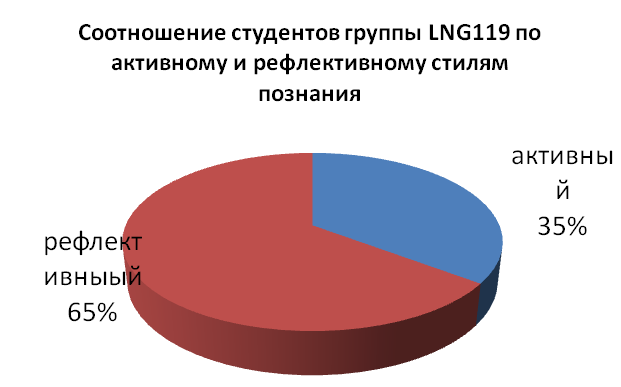 Соотношение студентов группы LNG119 по
активному и рефлективному стилям
познания
активны
й
35%
рефлект
ивныый
65%